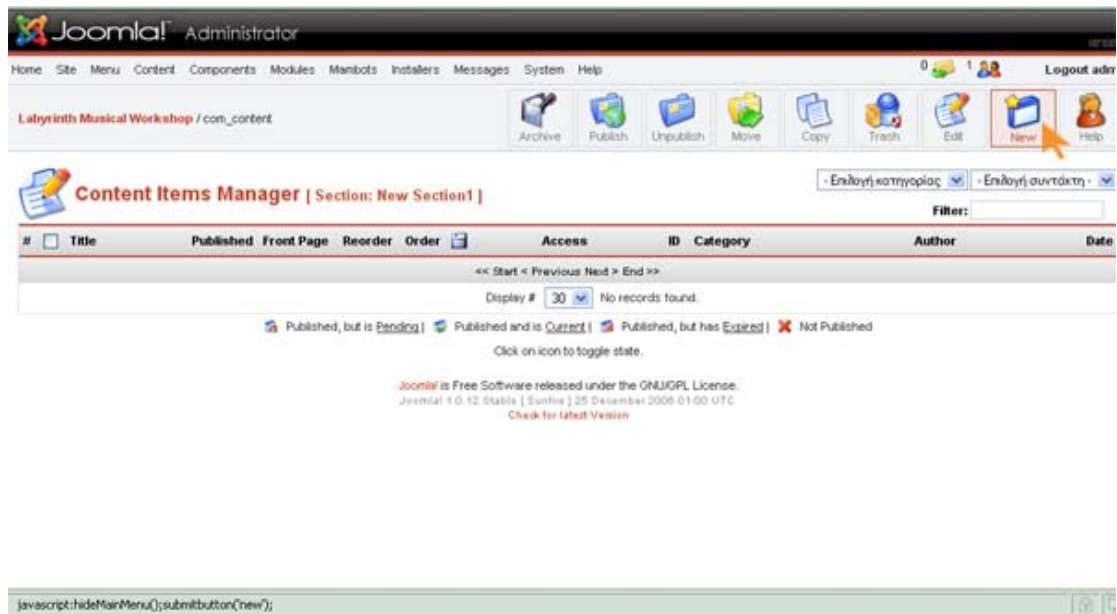 Joomla! Administrator
Home Site Menu Content Components Modules Mambots Installers Messages System Help 0 1 Logout adm
Labyrinth Musical Workshop / com_content
Archive Publish Unpublish Move Copy Trash Edit New Help
Content Items Manager [ Section: New Section1 ]
- Επιλογή κατηγορίας - - Επιλογή συντάκτη -
Filter:
# Title Published Front Page Reorder Order Access ID Category Author Date
<< Start < Previous Next > End >>
Display # 30 No records found.
Published, but is Pending | Published and is Current | Published, but has Expired | Not Published
Click on icon to toggle state.
Joomla! is Free Software released under the GNU/GPL License.
Joomla! 1.0.12 Stable [ Sunfire ] 25 December 2006 01:00 UTC
Check for latest Version
javascript:hideMainMenu();submitbutton('new');